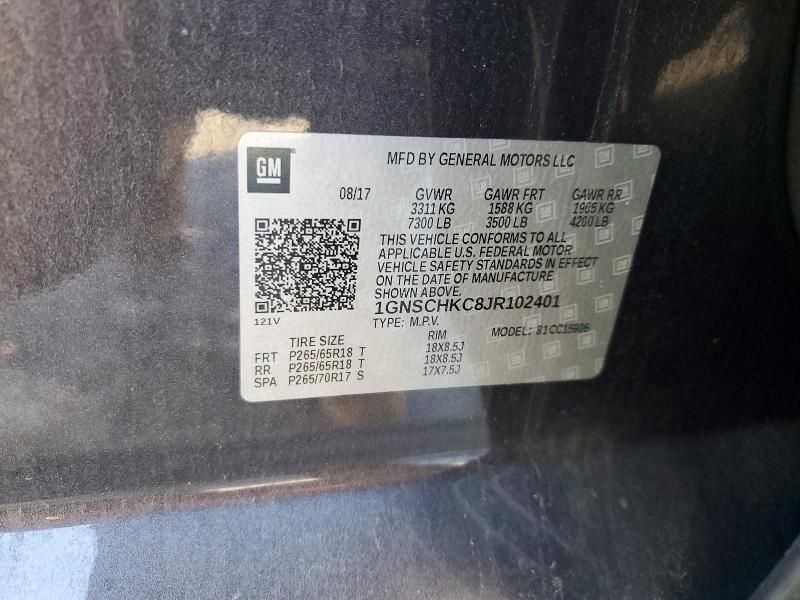 GM
MFD BY GENERAL MOTORS LLC
08/17 GVWR GAWR FRT GAWR RR
3311 KG 1588 KG 1905 KG
7300 LB 3500 LB 4200 LB
THIS VEHICLE CONFORMS TO ALL
APPLICABLE U.S. FEDERAL MOTOR
VEHICLE SAFETY STANDARDS IN EFFECT
ON THE DATE OF MANUFACTURE
SHOWN ABOVE.
1GNSCHKC8JR102401
121V
TYPE: M.P.V. MODEL: 81 CC15906
TIRE SIZE RIM
FRT P265/65R18 T 18X8.5J
RR P265/65R18 T 18X8.5J
SPA P265/70R17 S 17X7.5J